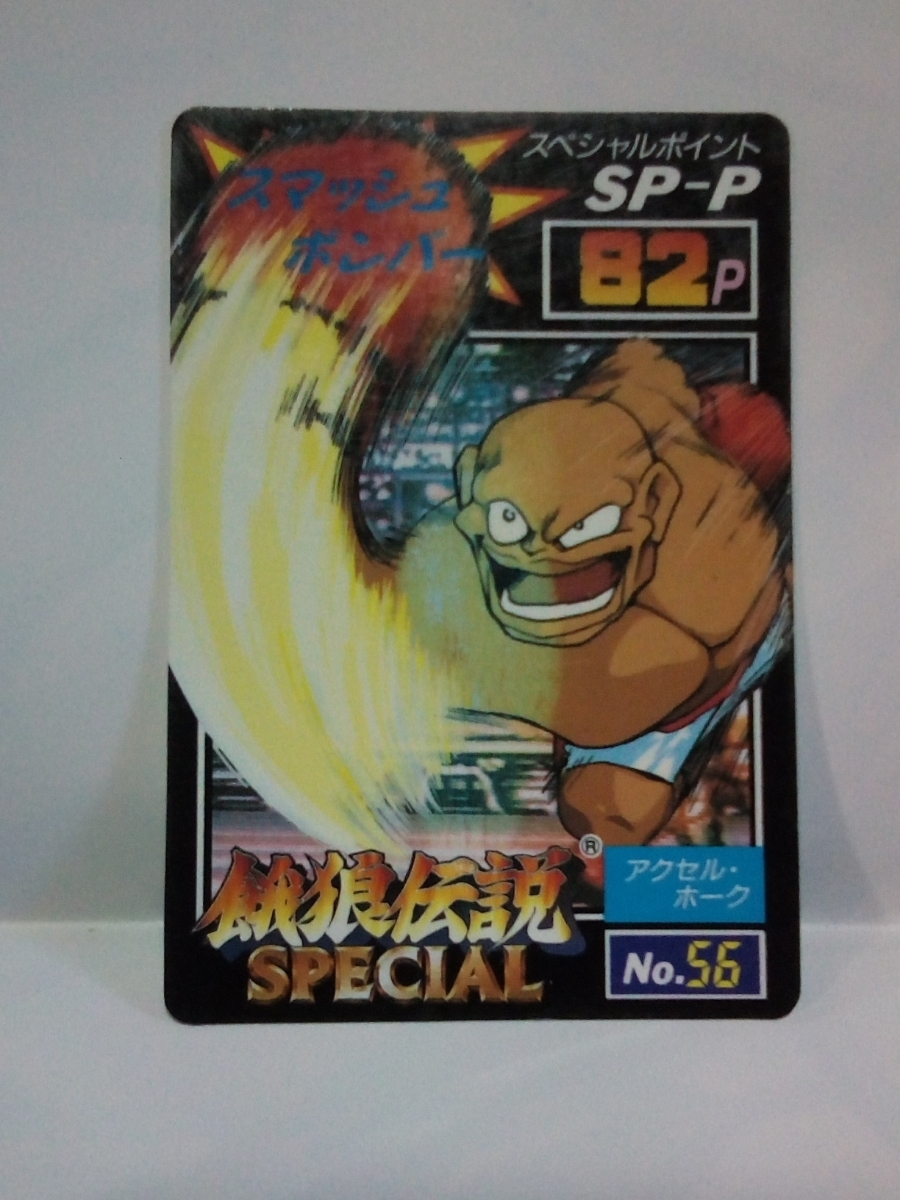 スペシャルポイント
SP-P
82P
スマッシュ
ボンバー
餓狼伝説®
SPECIAL
アクセル・
ホーク
No.56